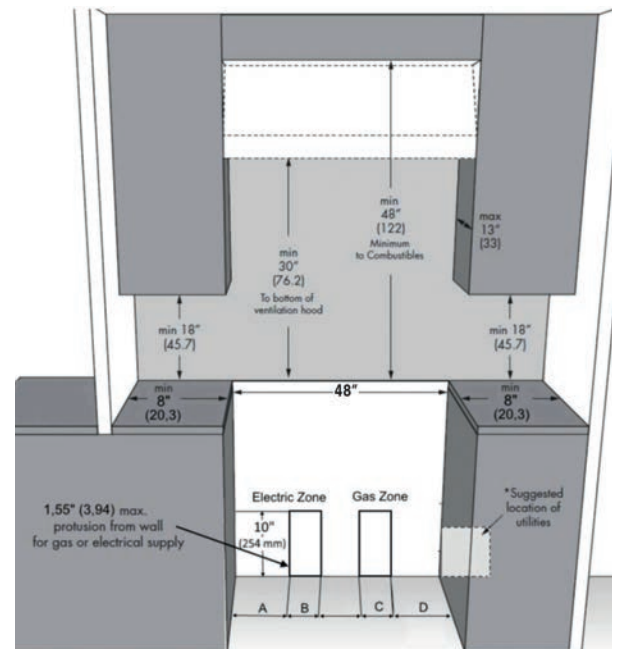 min
48"
(122)
Minimum
to Combustibles
max
13"
(33)
min
30"
(76.2)
To bottom of
ventilation hood
min 18"
(45.7)
min 18"
(45.7)
min
8"
(20,3)
48"
min
8"
(20,3)
Electric Zone
Gas Zone
*Suggested
location of
utilities
1,55" (3,94) max.
protusion from wall
for gas or electrical supply
10"
(254 mm)
A
B
C
D